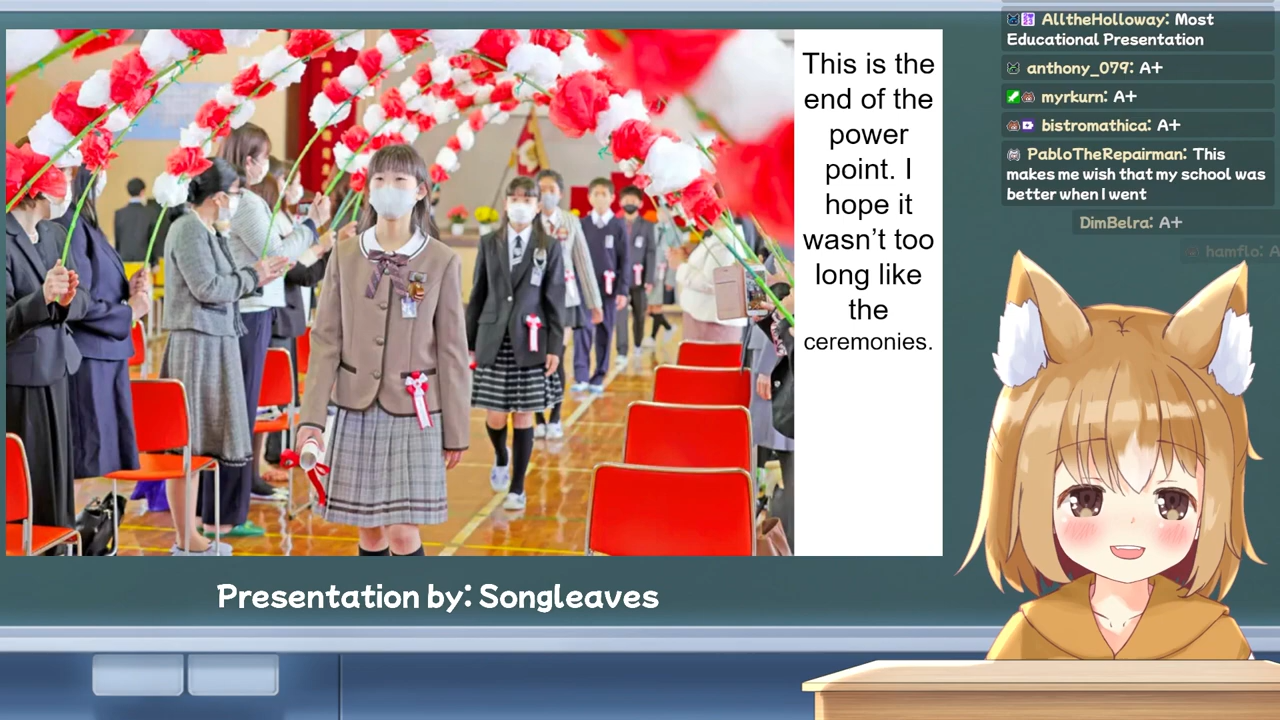 This is the
end of the
power
point. I
hope it
wasn’t too
long like
the
ceremonies.
Presentation by: Songleaves
AlltheHolloway: Most
Educational Presentation
anthony_079: A+
myrkurn: A+
bistromathica: A+
PabloTheRepairman: This
makes me wish that my school was
better when I went
DimBelra: A+
hamflo: A